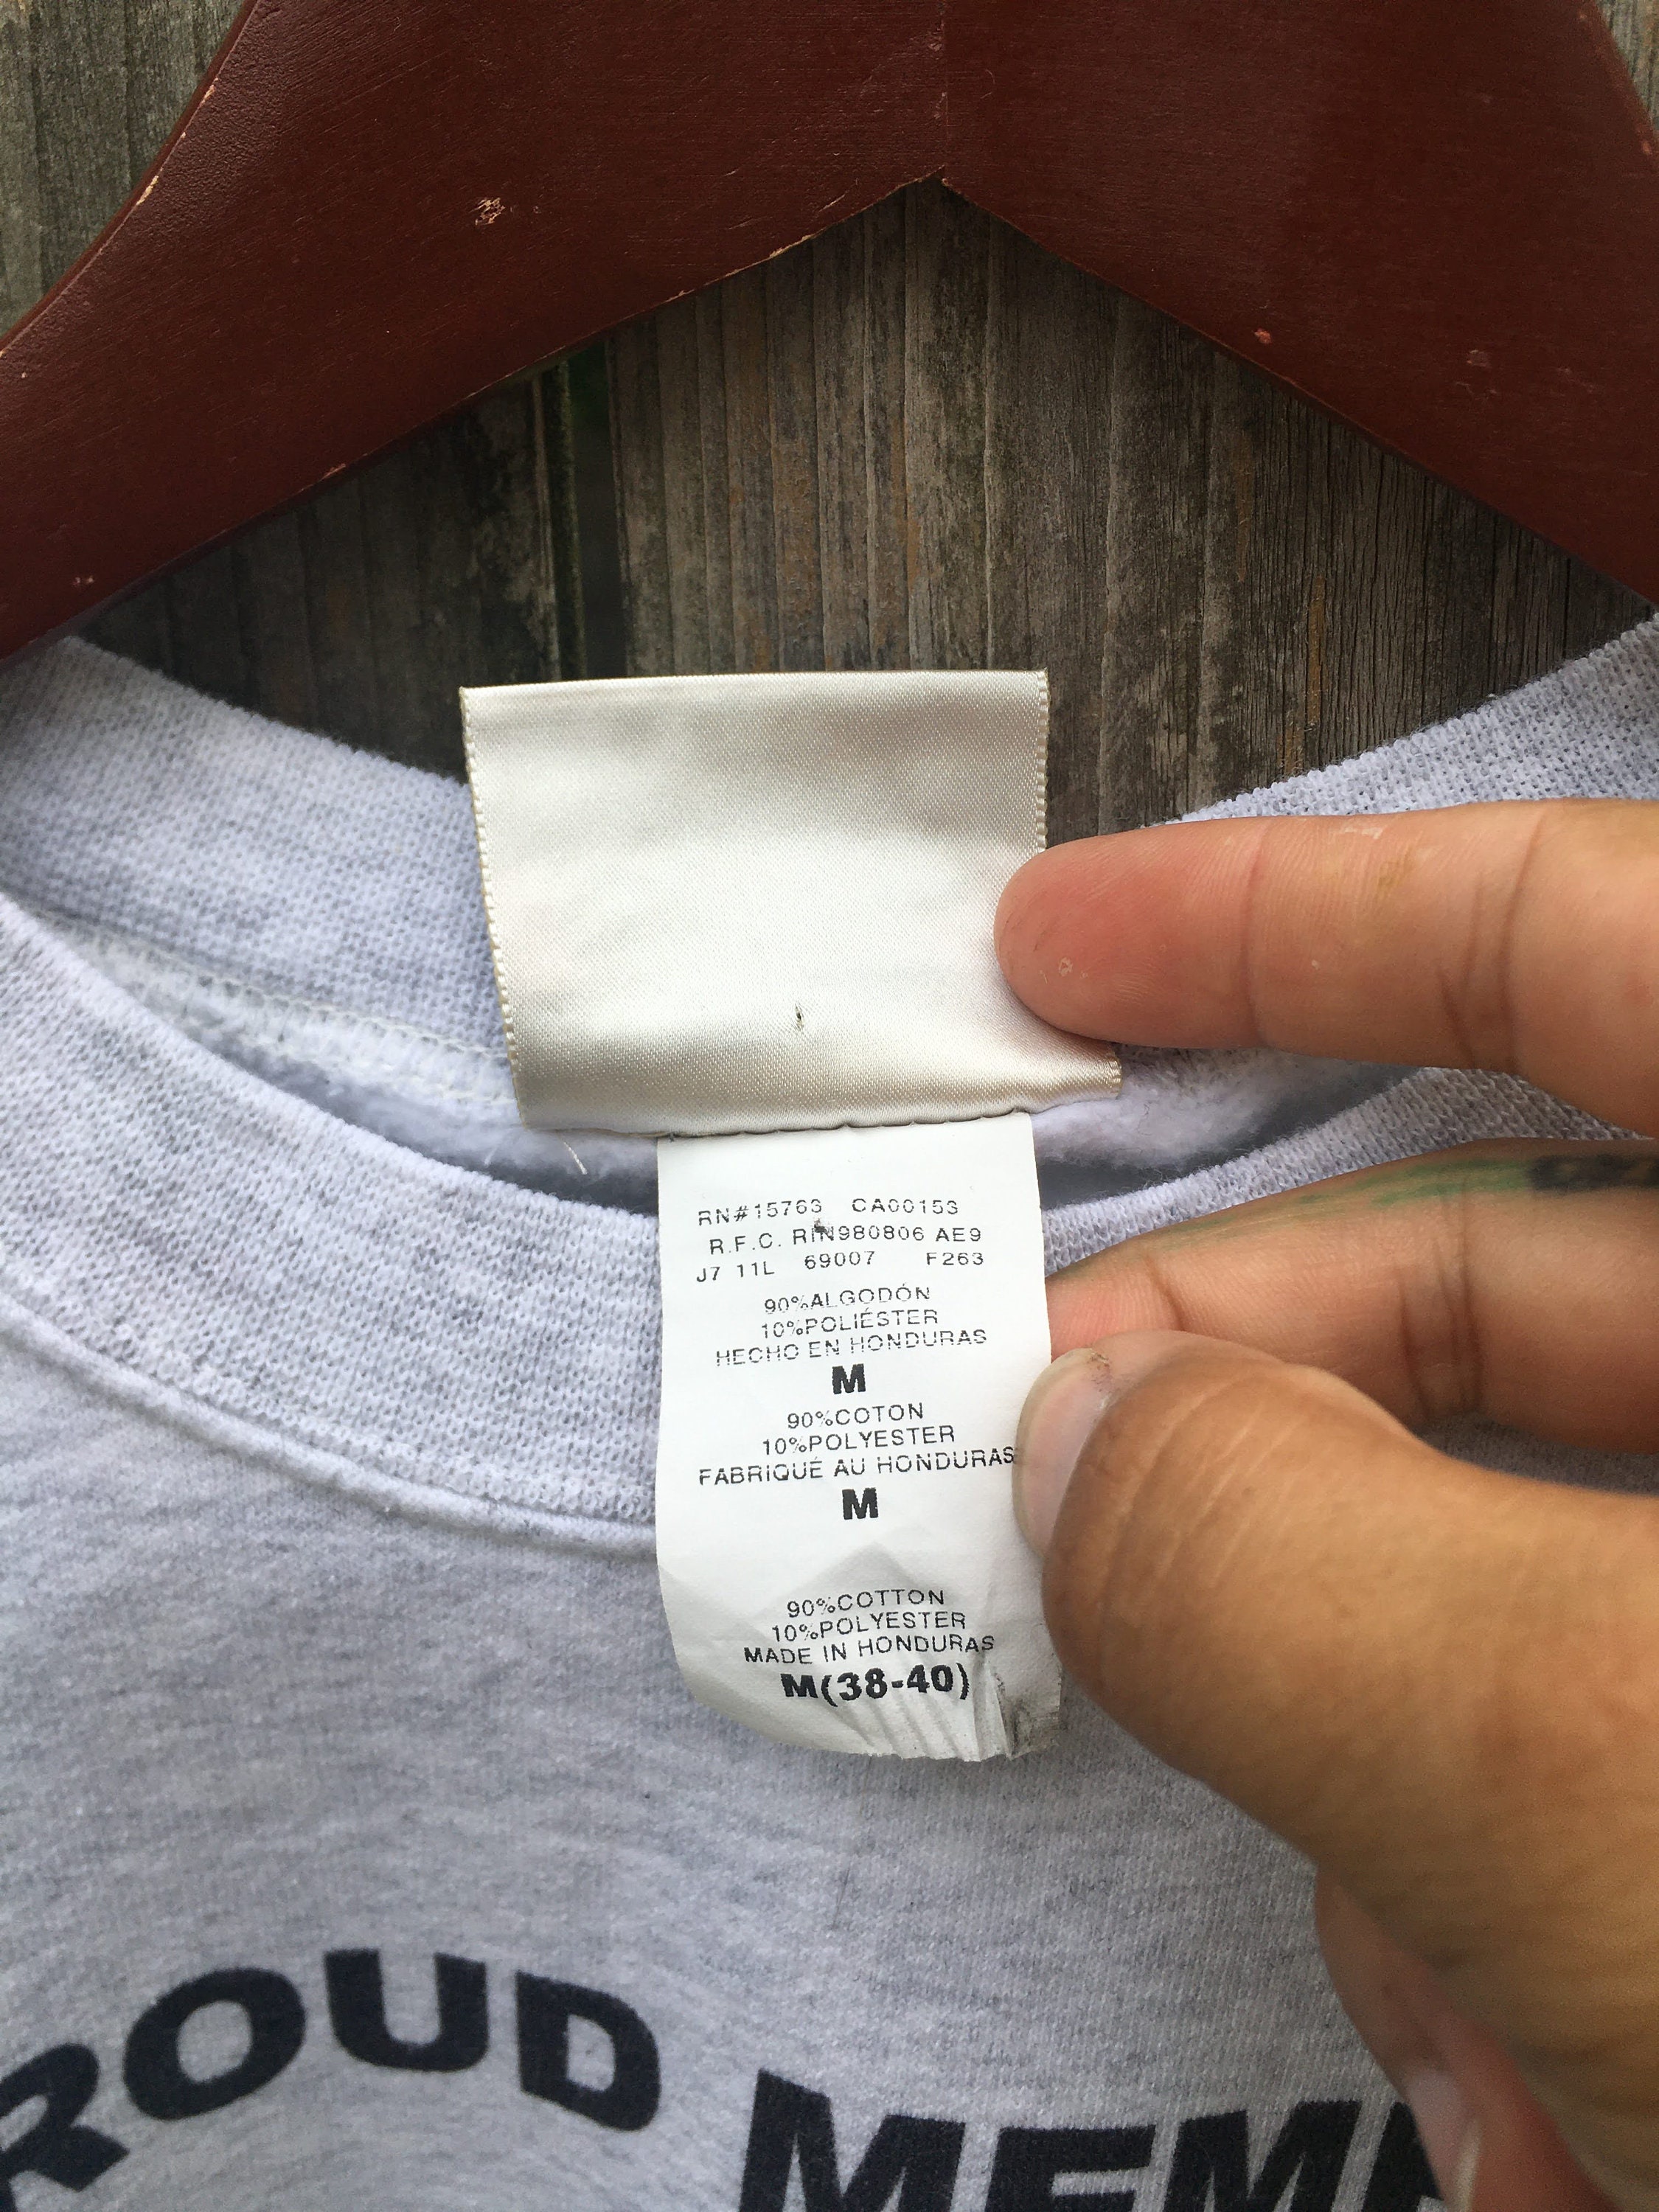 RN#15763 CA00153
R.F.C. RIN980806 AE9
J7 11L 69007 F263
90%ALGODÓN
10%POLIÉSTER
HECHO EN HONDURAS
M
90%COTON
10%POLYESTER
FABRIQUÉ AU HONDURAS
M
90%COTTON
10%POLYESTER
MADE IN HONDURAS
M(38-40)
ROUD MEM